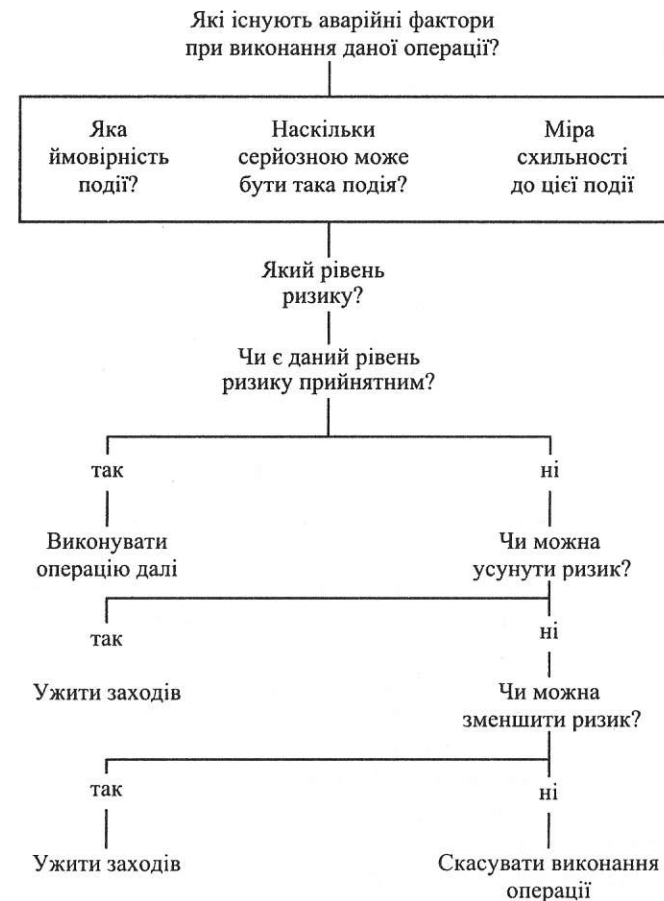 Які існують аварійні фактори
при виконання даної операції?
Яка
ймовірність
події?
Наскільки
серйозною може
бути така подія?
Міра
схильності
до цієї події
Який рівень
ризику?
Чи є даний рівень
ризику прийнятним?
так
ні
Виконувати
операцію далі
Чи можна
усунути ризик?
так
ні
Ужити заходів
Чи можна
зменшити ризик?
так
ні
Ужити заходів
Скасувати виконання
операції